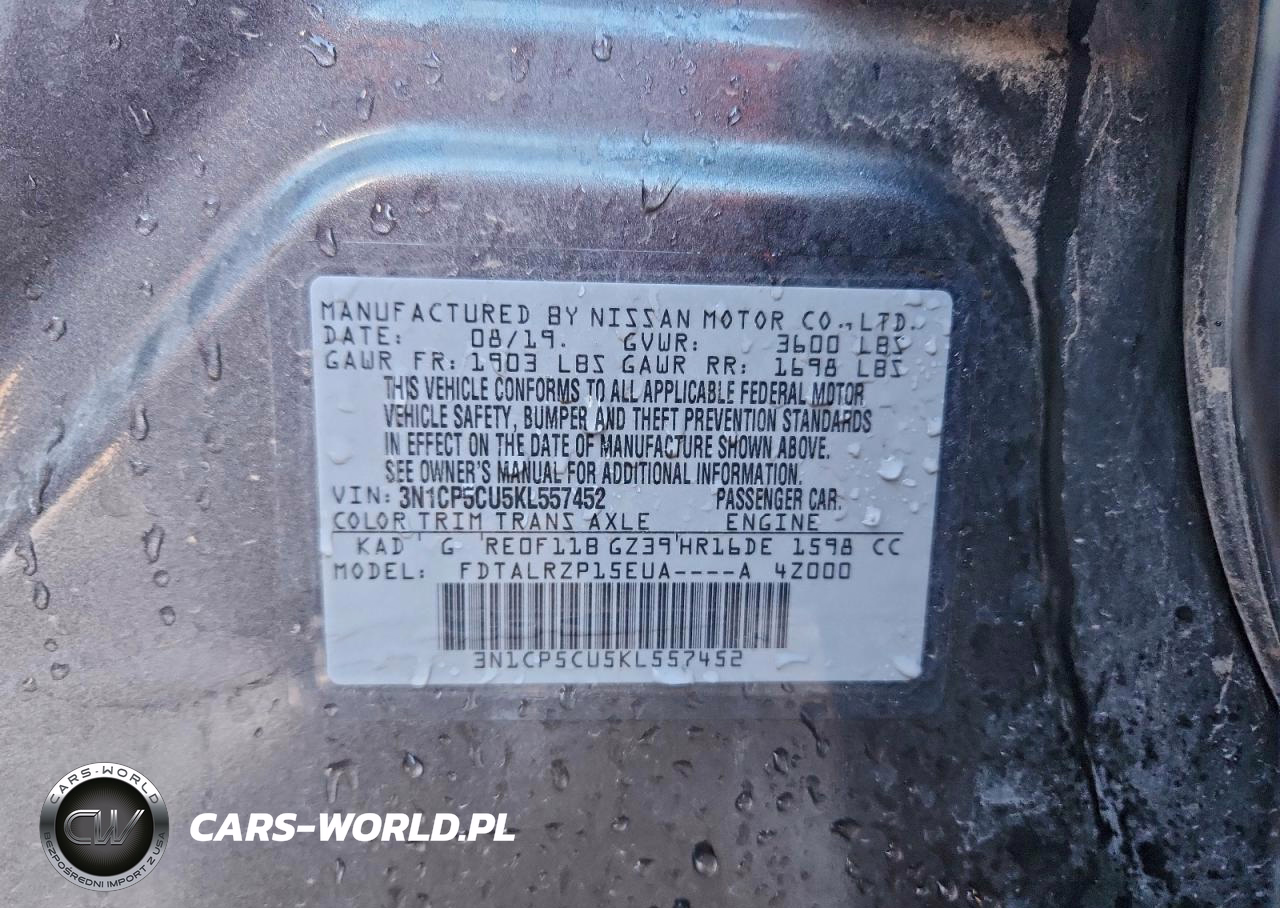 MANUFACTURED BY NISSAN MOTOR CO., LTD.
DATE: 08/19. GVWR: 3600 LBS
GAWR FR: 1903 LBS GAWR RR: 1698 LBS
THIS VEHICLE CONFORMS TO ALL APPLICABLE FEDERAL MOTOR
VEHICLE SAFETY, BUMPER AND THEFT PREVENTION STANDARDS
IN EFFECT ON THE DATE OF MANUFACTURE SHOWN ABOVE.
SEE OWNER'S MANUAL FOR ADDITIONAL INFORMATION.
VIN: 3N1CP5CU5KL557452 PASSENGER CAR.
COLOR TRIM TRANS AXLE ENGINE
KAD G RE0F11B GZ39 HR16DE 1598 CC
MODEL: FDTALRZP15EUA----A 4Z000
3N1CP5CU5KL557452
CARS-WORLD
CW
BEZPOŚREDNI IMPORT Z USA
CARS-WORLD.PL